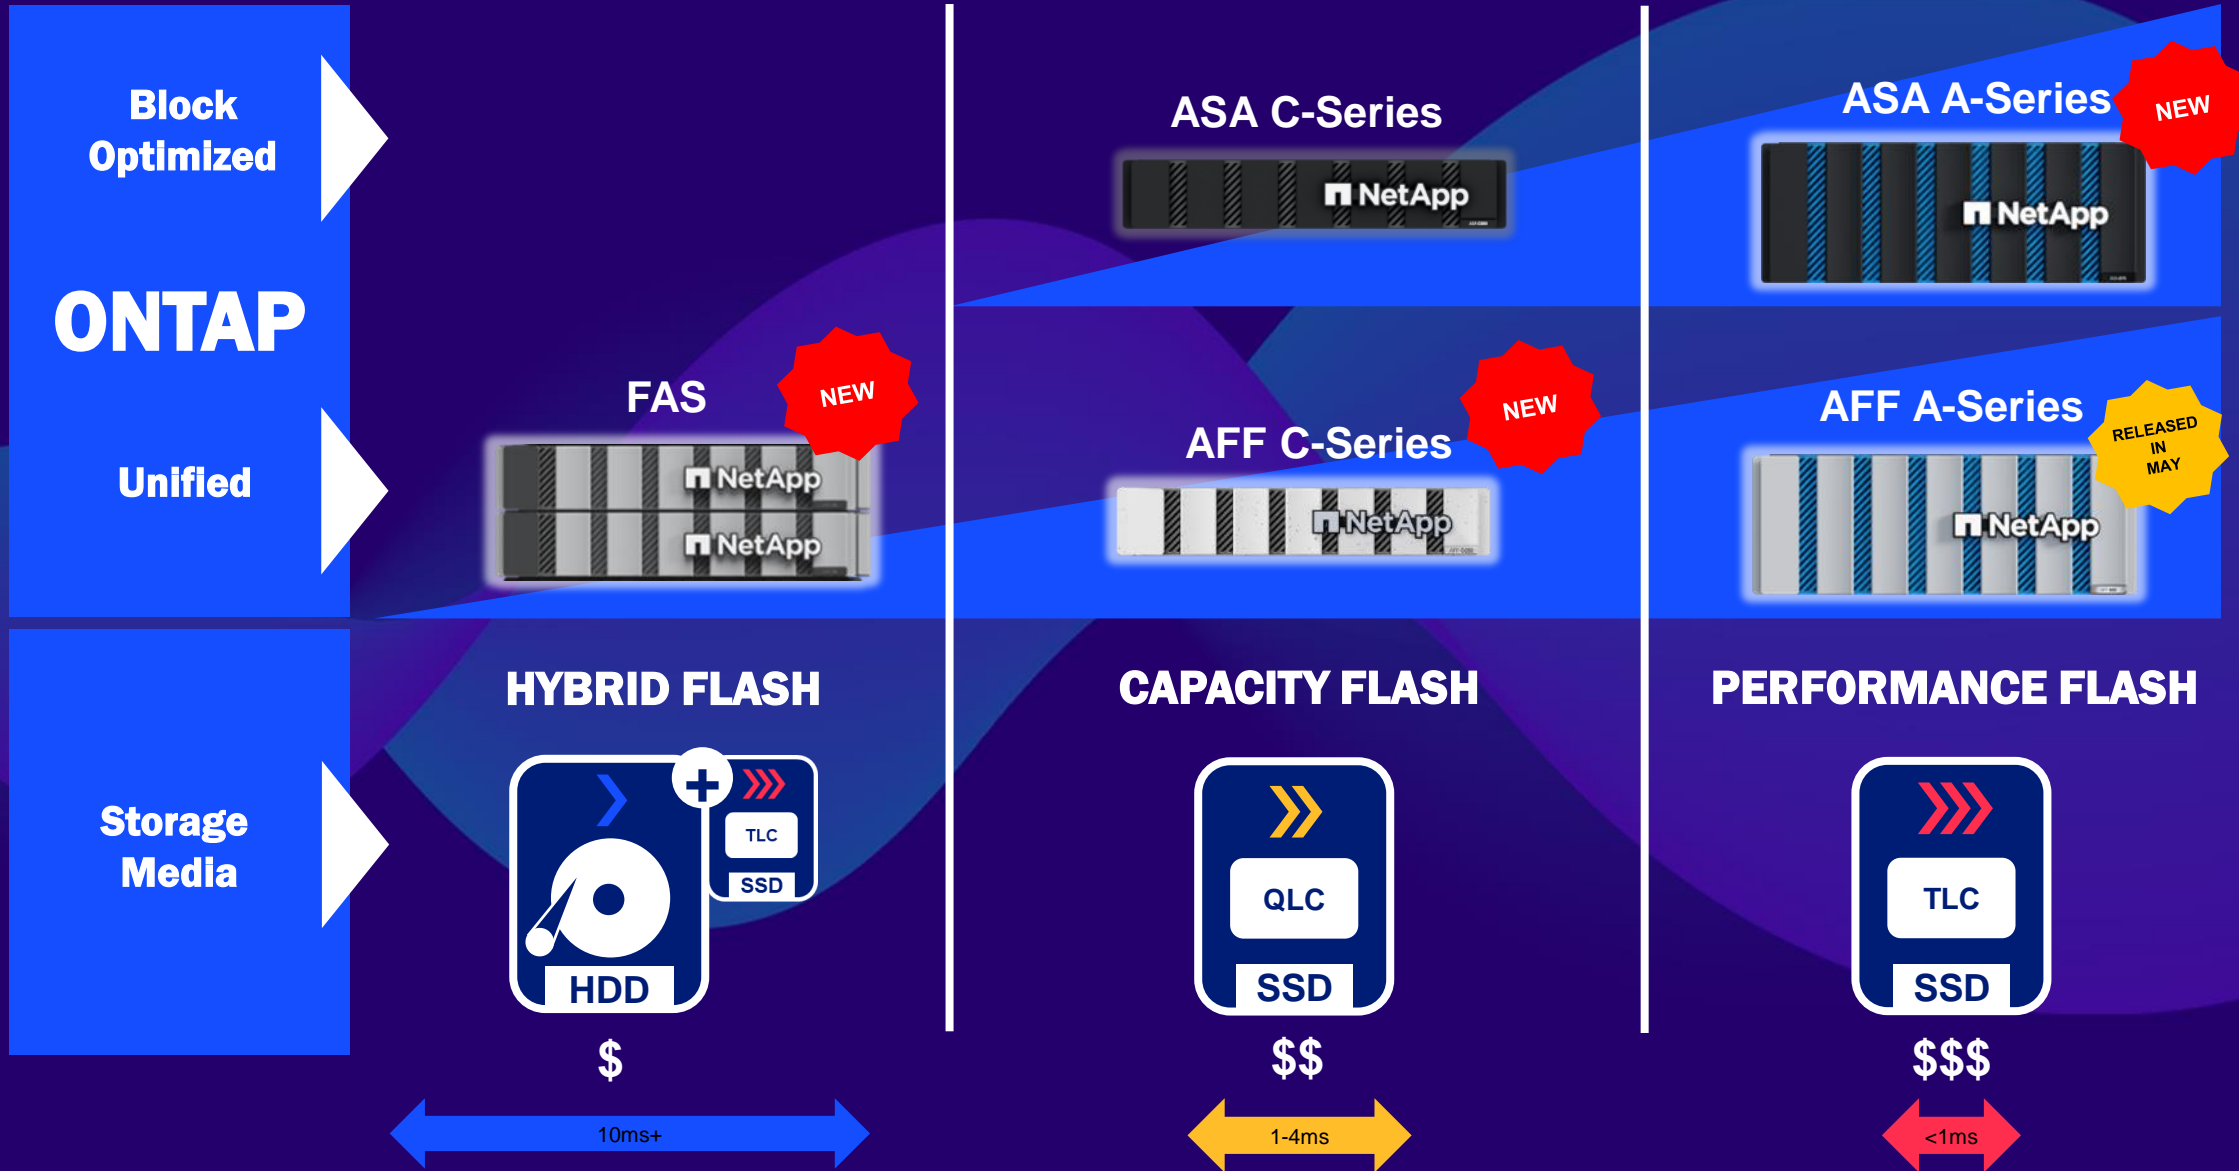 Block
Optimized
ONTAP
Unified
Storage
Media
ASA C-Series
NetApp
ASA A-Series
NEW
NetApp
FAS
NEW
NetApp
NetApp
AFF C-Series
NEW
NetApp
AFF A-Series
RELEASED
IN
MAY
NetApp
HYBRID FLASH
CAPACITY FLASH
PERFORMANCE FLASH
+
TLC
SSD
HDD
QLC
SSD
TLC
SSD
$
$$
$$$
10ms+
1-4ms
<1ms